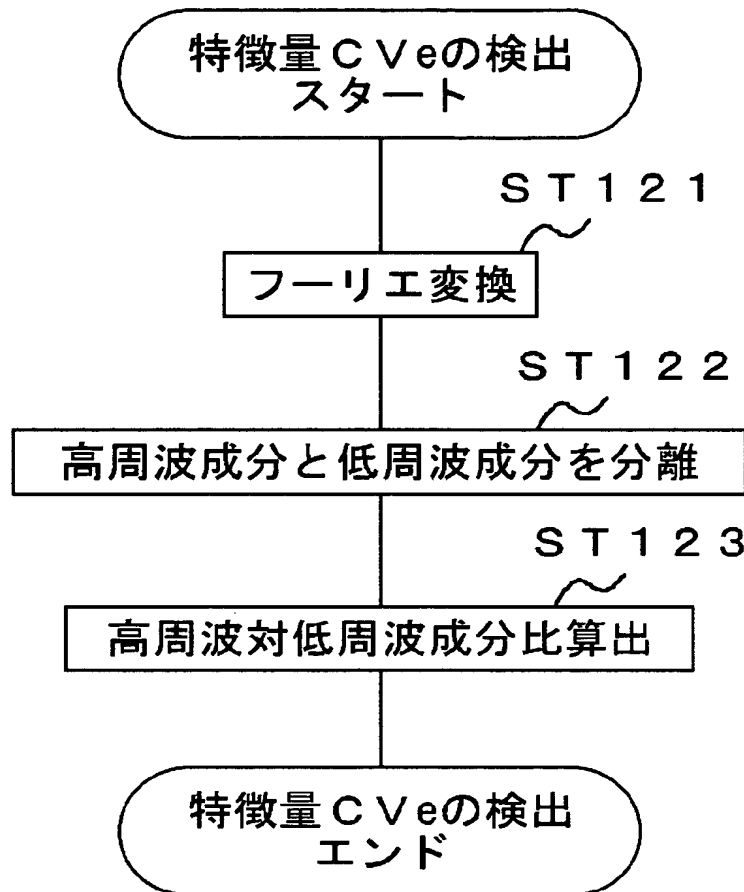 特徴量ＣＶeの検出
スタート
ＳＴ１２１
フーリエ変換
ＳＴ１２２
高周波成分と低周波成分を分離
ＳＴ１２３
高周波対低周波成分比算出
特徴量ＣＶeの検出
エンド